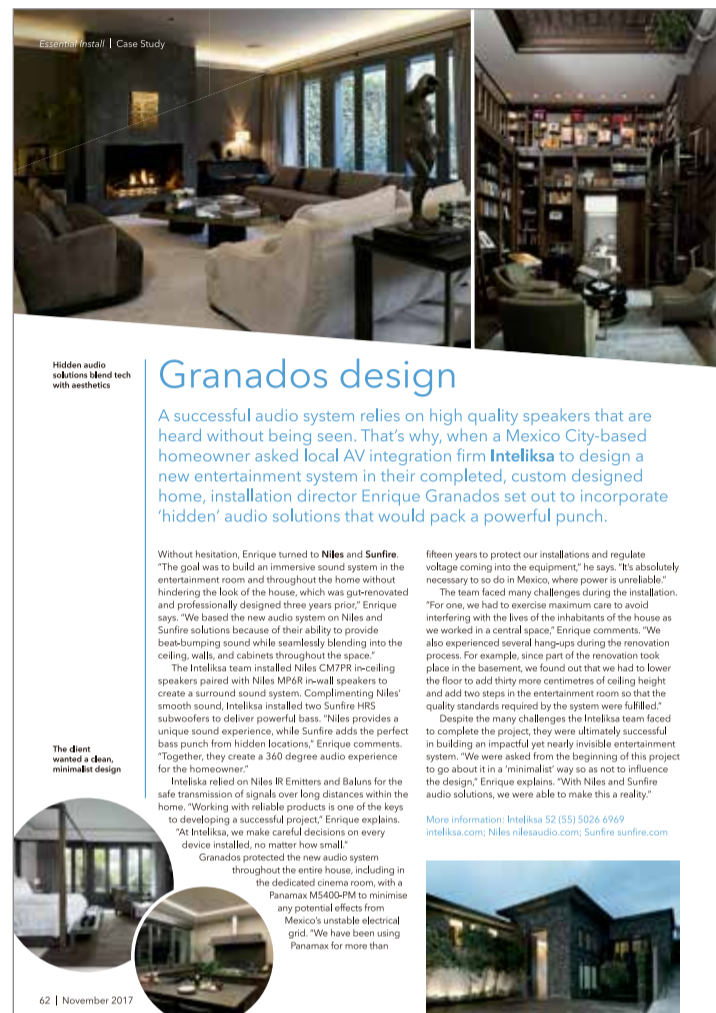 Essential Install | Case Study
Hidden audio
solutions blend tech
with aesthetics
Granados design
A successful audio system relies on high quality speakers that are
heard without being seen. That's why, when a Mexico City-based
homeowner asked local AV integration firm Inteliksa to design a
new entertainment system in their completed, custom designed
home, installation director Enrique Granados set out to incorporate
'hidden' audio solutions that would pack a powerful punch.
Without hesitation, Enrique turned to Niles and Sunfire.
"The goal was to build an immersive sound system in the
entertainment room and throughout the home without
hindering the look of the house, which was gut-renovated
and professionally designed three years prior," Enrique
says. "We based the new audio system on Niles and
Sunfire solutions because of their ability to provide
beat-bumping sound while seamlessly blending into the
ceiling, walls, and cabinets throughout the space."
The Inteliksa team installed Niles CM7PR in-ceiling
speakers paired with Niles MP6R in-wall speakers to
create a surround sound system. Complimenting Niles'
smooth sound, Inteliksa installed two Sunfire HRS
subwoofers to deliver powerful bass. "Niles provides a
unique sound experience, while Sunfire adds the perfect
bass punch from hidden locations," Enrique comments.
"Together, they create a 360 degree audio experience
for the homeowner."
Inteliska relied on Niles IR Emitters and Baluns for the
safe transmission of signals over long distances within the
home. "Working with reliable products is one of the keys
to developing a successful project," Enrique explains.
"At Inteliksa, we make careful decisions on every
device installed, no matter how small."
Granados protected the new audio system
throughout the entire house, including in
the dedicated cinema room, with a
Panamax M5400-PM to minimise
any potential effects from
Mexico's unstable electrical
grid. "We have been using
Panamax for more than
fifteen years to protect our installations and regulate
voltage coming into the equipment," he says. "It's absolutely
necessary to so do in Mexico, where power is unreliable."
The team faced many challenges during the installation.
"For one, we had to exercise maximum care to avoid
interfering with the lives of the inhabitants of the house as
we worked in a central space," Enrique comments. "We
also experienced several hang-ups during the renovation
process. For example, since part of the renovation took
place in the basement, we found out that we had to lower
the floor to add thirty more centimetres of ceiling height
and add two steps in the entertainment room so that the
quality standards required by the system were fulfilled."
Despite the many challenges the Inteliksa team faced
to complete the project, they were ultimately successful
in building an impactful yet nearly invisible entertainment
system. "We were asked from the beginning of this project
to go about it in a 'minimalist' way so as not to influence
the design," Enrique explains. "With Niles and Sunfire
audio solutions, we were able to make this a reality."
More information: Inteliksa 52 (55) 5026 6969
inteliksa.com; Niles nilesaudio.com; Sunfire sunfire.com
The client
wanted a clean,
minimalist design
62 | November 2017